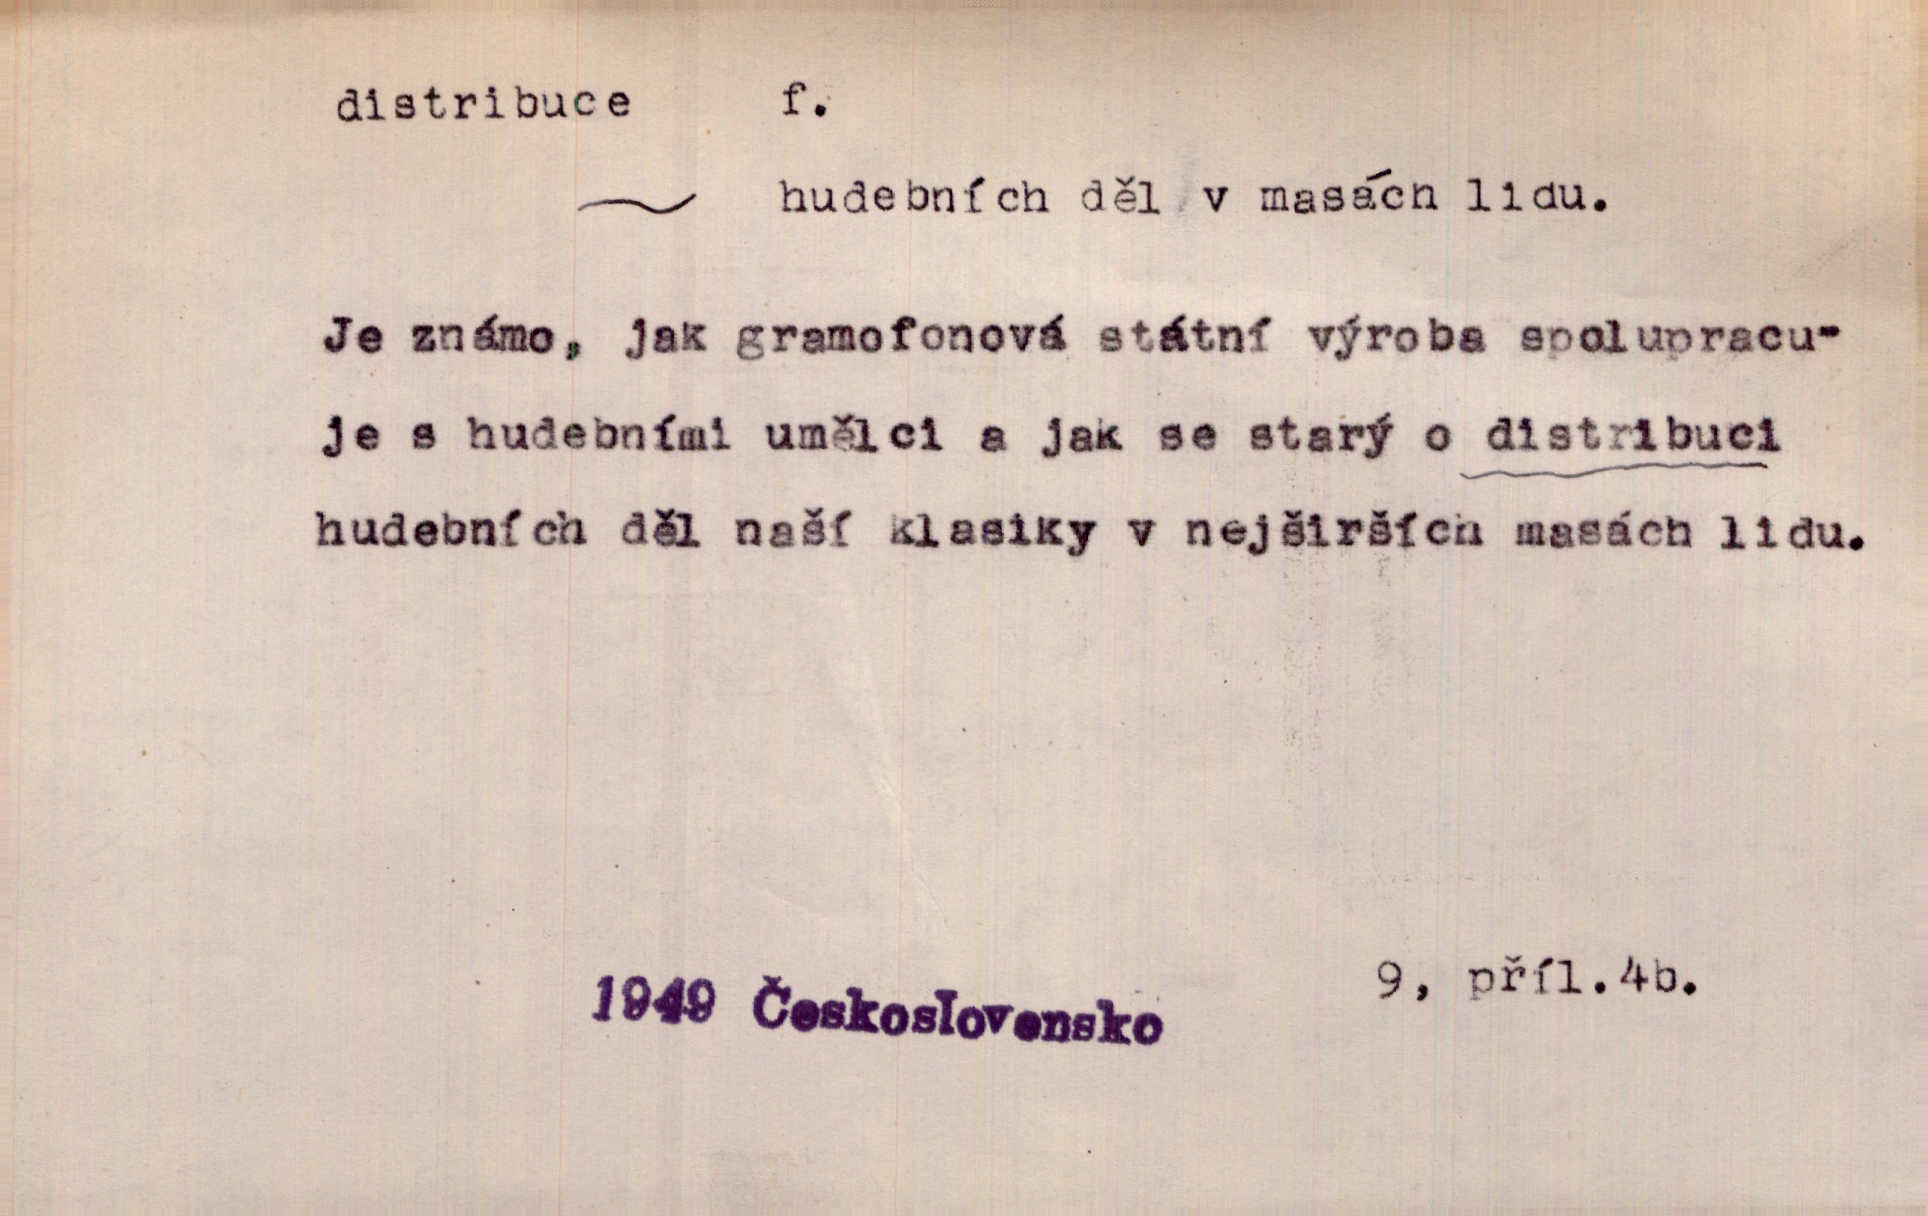 distribuce f.
~ hudebních děl v masách lidu.
Je známo, jak gramofonová státní výroba spolupracu-
je s hudebními umělci a jak se starý o distribuci
hudebních děl naší klasiky v nejširších masách lidu.
1949 Československo 9, příl.4b.